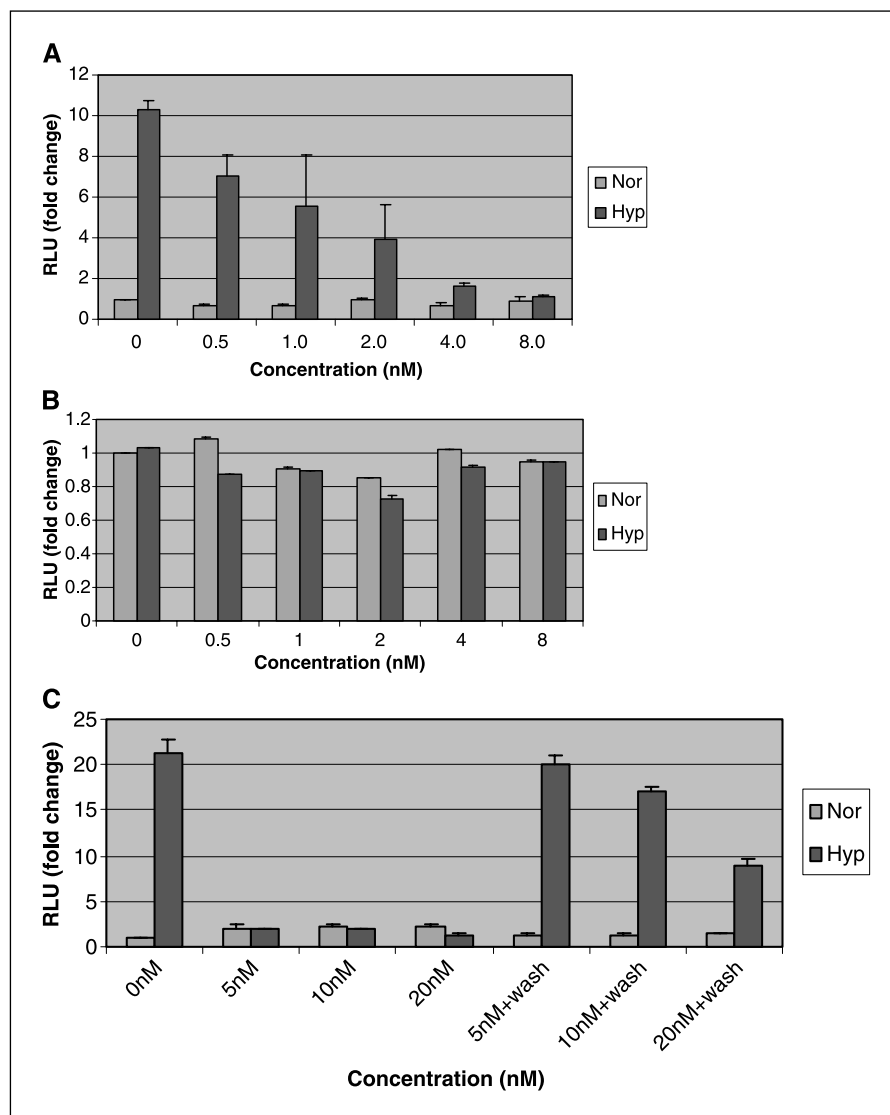 A
RLU (fold change)
12
10
8
6
4
2
0
0 0.5 1.0 2.0 4.0 8.0
Concentration (nM)
Nor
Hyp
B
RLU (fold change)
1.2
1
0.8
0.6
0.4
0.2
0
0 0.5 1 2 4 8
Concentration (nM)
Nor
Hyp
C
RLU (fold change)
25
20
15
10
5
0
0nM 5nM 10nM 20nM 5nM+wash 10nM+wash 20nM+wash
Concentration (nM)
Nor
Hyp